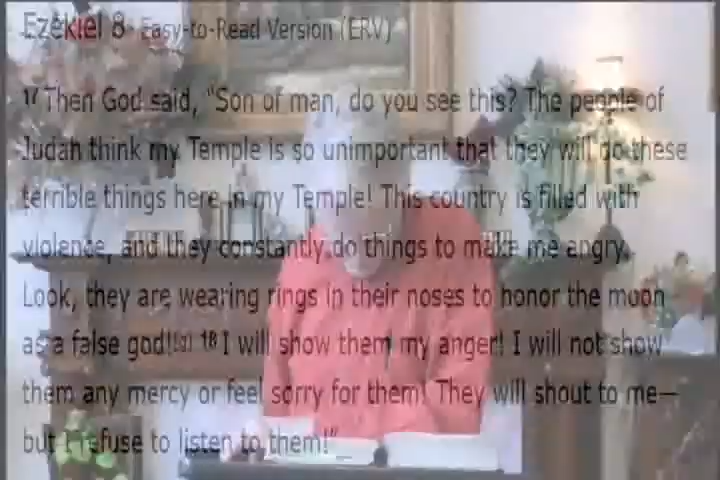 Ezekiel 8 Easy-to-Read Version (ERV)
17 Then God said, "Son of man, do you see this? The people of
Judah think my Temple is so unimportant that they will do these
terrible things here in my Temple! This country is filled with
violence, and they constantly do things to make me angry.
Look, they are wearing rings in their noses to honor the moon
as a false god![a] 18 I will show them my anger! I will not show
them any mercy or feel sorry for them! They will shout to me—
but I refuse to listen to them!"